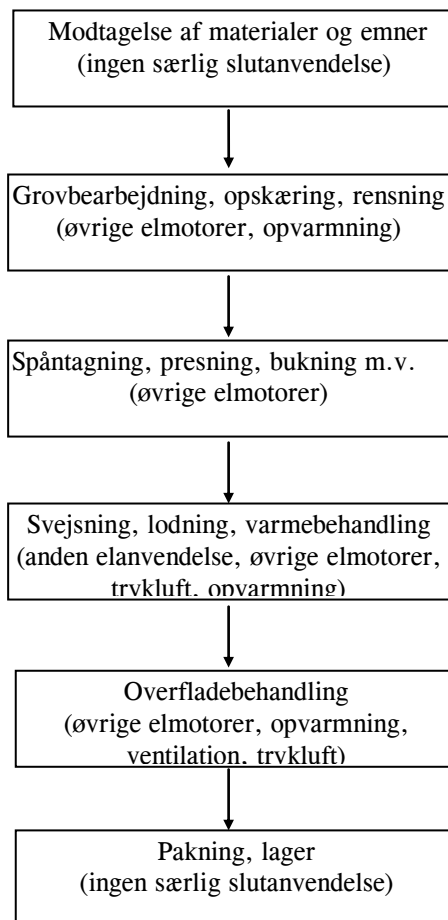 Modtagelse af materialer og emner
(ingen særlig slutanvendelse)
Grovbearbejdning, opskæring, rensning
(øvrige elmotorer, opvarmning)
Spåntagning, presning, bukning m.v.
(øvrige elmotorer)
Svejsning, lodning, varmebehandling
(anden elanvendelse, øvrige elmotorer,
trykluft, opvarmning)
Overfladebehandling
(øvrige elmotorer, opvarmning,
ventilation, trykluft)
Pakning, lager
(ingen særlig slutanvendelse)